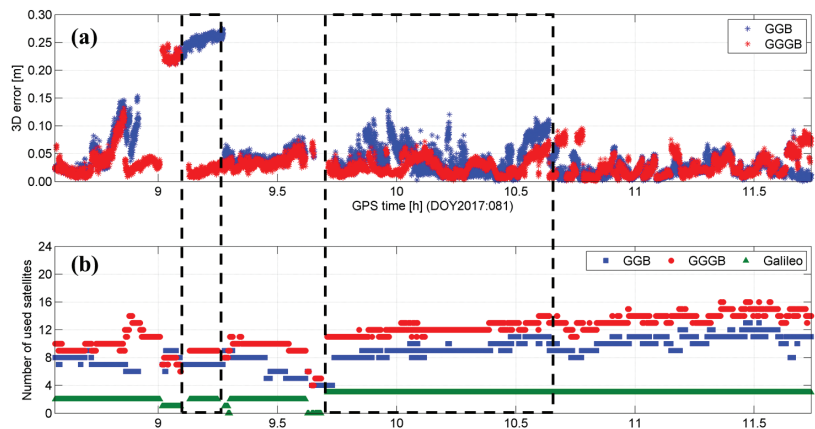 (a)
GGB
GGGB
3D error [m]
0.30
0.25
0.20
0.15
0.10
0.05
0.00
9
9.5
10
10.5
11
11.5
GPS time [h] (DOY2017:081)
(b)
GGB
GGGB
Galileo
Number of used satellites
24
20
16
12
8
4
0
9
9.5
10
10.5
11
11.5